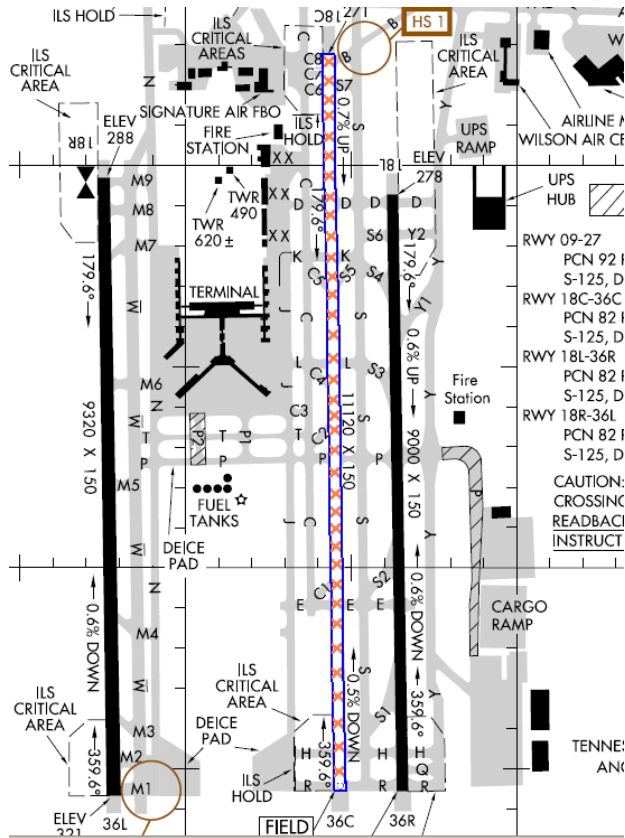 ILS HOLD
ILS
CRITICAL
AREAS
18C
27
HS 1
B
B
ILS
CRITICAL
AREA
ILS
CRITICAL
AREA
C
C8
C7
C6
S7
N
S
Y
SIGNATURE AIR FBO
FIRE
STATION
ILS
HOLD
0.7% UP
UPS
RAMP
AIRLINE M
WILSON AIR CE
18R
ELEV
288
18L
ELEV
278
XX
XX
XX
UPS
HUB
M9
M8
M7
TWR
490
TWR
620 ±
C
D
D
D
D
S6
Y2
179.6°
179.6°
179.6°
K
K
C5
S5
S4
Y
Y1
RWY 09-27
PCN 92 F
S-125, D
RWY 18C-36C
PCN 82 F
S-125, D
RWY 18L-36R
PCN 82 F
S-125, D
RWY 18R-36L
PCN 82 F
S-125, D
TERMINAL
W
J
C
S
0.6% UP
L
L
S3
C4
J
M6
N
C3
Y
Fire
Station
9320 X 150
11120 X 150
9000 X 150
W
T
T
P1
P2
T
C2
S
P
P
P
P
P
M5
FUEL
TANKS
DEICE
PAD
CAUTION:
CROSSING
READBACK
INSTRUCT
J
C
S
Y
W
N
C1
S2
E
E
E
CARGO
RAMP
0.6% DOWN
0.6% DOWN
0.5% DOWN
M4
W
S
S1
Y
359.6°
359.6°
359.6°
ILS
CRITICAL
AREA
ILS
CRITICAL
AREA
DEICE
PAD
M3
M2
M1
H
H
H
H
Q
R
R
R
ILS
HOLD
TENNES
ELEV
321
36L
FIELD
36C
36R